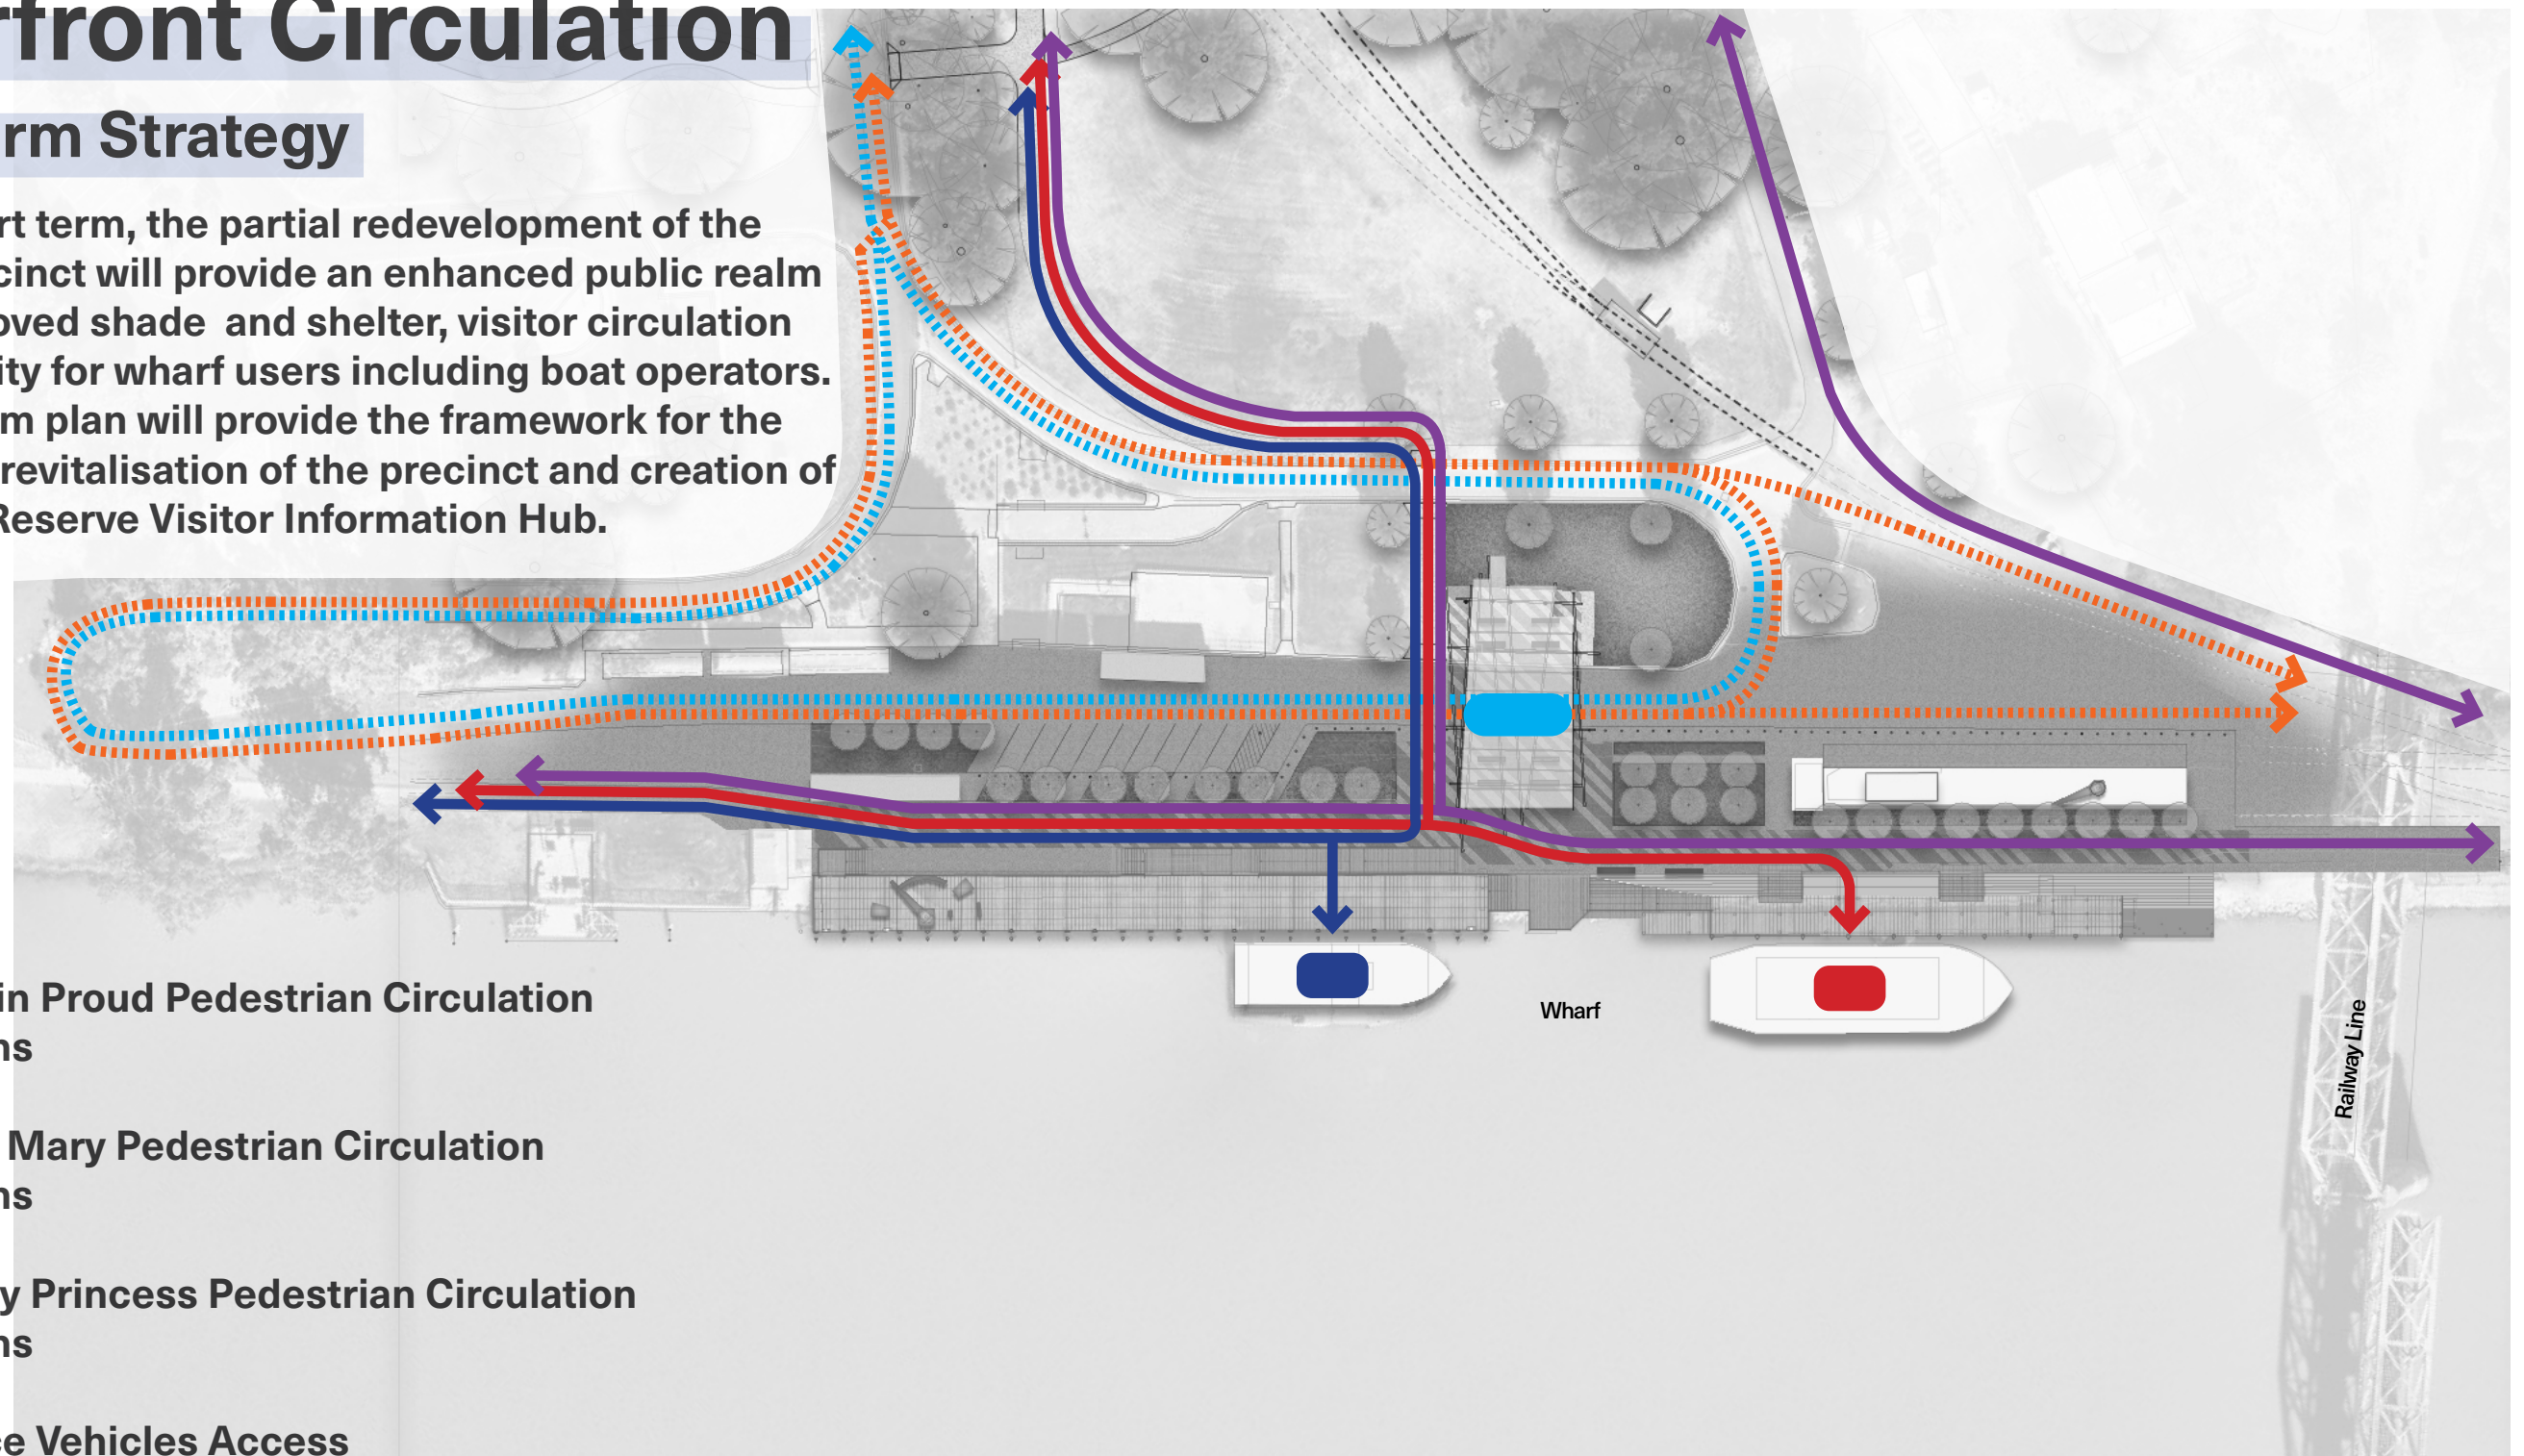 rfront Circulation
rm Strategy
rt term, the partial redevelopment of the
cinct will provide an enhanced public realm
oved shade and shelter, visitor circulation
ity for wharf users including boat operators.
m plan will provide the framework for the
revitalisation of the precinct and creation of
Reserve Visitor Information Hub.
in Proud Pedestrian Circulation
ns
Mary Pedestrian Circulation
ns
y Princess Pedestrian Circulation
ns
ce Vehicles Access
Wharf
Railway Line